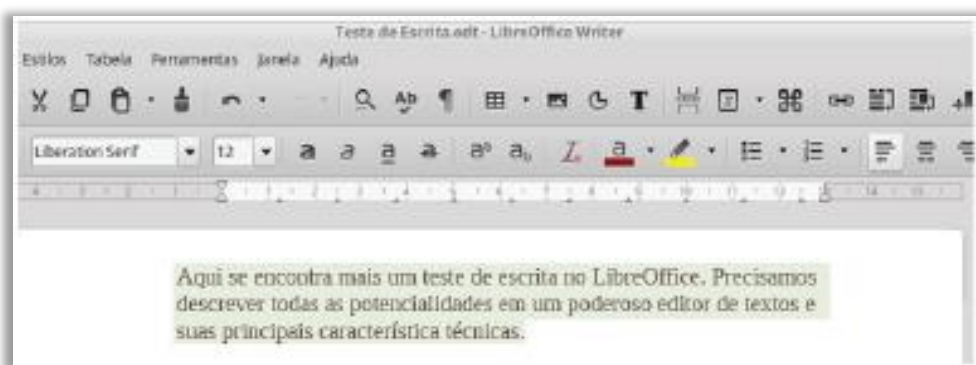 Teste de Escrita.odt - LibreOffice Writer
Estilos Tabela Ferramentas Janela Ajuda
Liberation Serif 12
Aqui se encontra mais um teste de escrita no LibreOffice. Precisamos
descrever todas as potencialidades em um poderoso editor de textos e
suas principais característica técnicas.